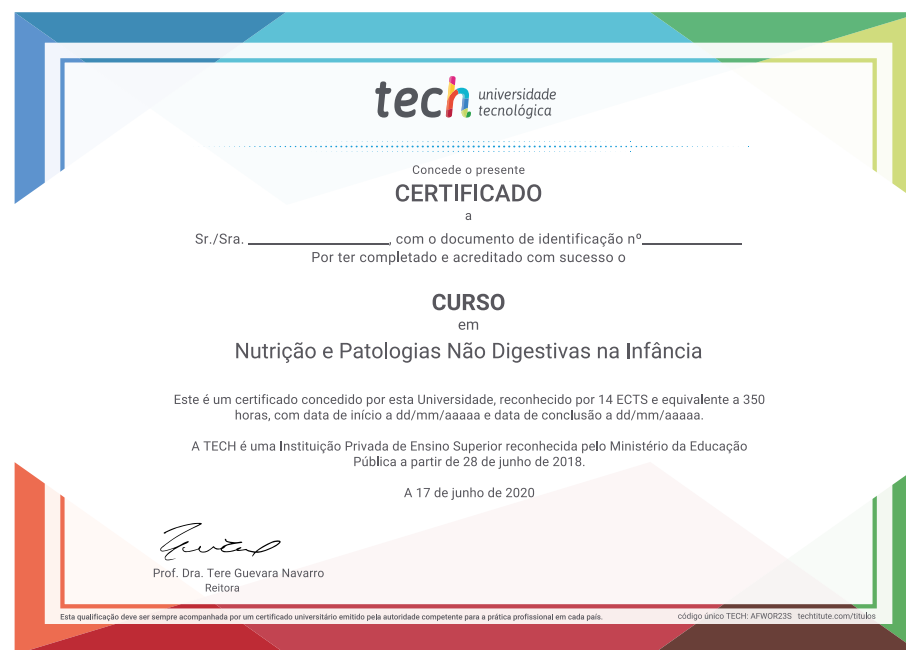 tech universidade
tecnológica
Concede o presente
CERTIFICADO
a
Sr./Sra. ________________, com o documento de identificação nº____________
Por ter completado e acreditado com sucesso o
CURSO
em
Nutrição e Patologias Não Digestivas na Infância
Este é um certificado concedido por esta Universidade, reconhecido por 14 ECTS e equivalente a 350
horas, com data de início a dd/mm/aaaaa e data de conclusão a dd/mm/aaaaa.
A TECH é uma Instituição Privada de Ensino Superior reconhecida pelo Ministério da Educação
Pública a partir de 28 de junho de 2018.
A 17 de junho de 2020
Prof. Dra. Tere Guevara Navarro
Reitora
Esta qualificação deve ser sempre acompanhada por um certificado universitário emitido pela autoridade competente para a prática profissional em cada país.
código único TECH: AFWOR23S techtitute.com/titulos